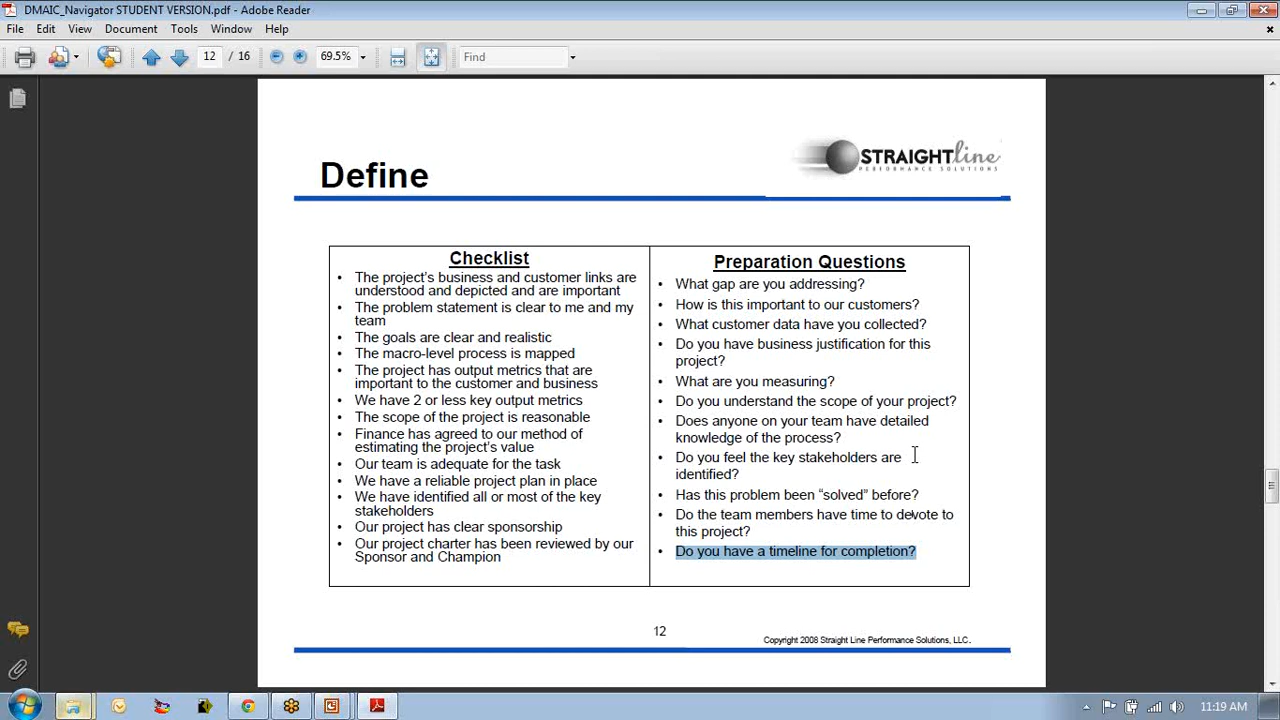 DMAIC_Navigator STUDENT VERSION.pdf - Adobe Reader
File Edit View Document Tools Window Help
12 / 16 69.5% Find
STRAIGHTline
PERFORMANCE SOLUTIONS
Define
Checklist
• The project's business and customer links are
understood and depicted and are important
• The problem statement is clear to me and my
team
• The goals are clear and realistic
• The macro-level process is mapped
• The project has output metrics that are
important to the customer and business
• We have 2 or less key output metrics
• The scope of the project is reasonable
• Finance has agreed to our method of
estimating the project's value
• Our team is adequate for the task
• We have a reliable project plan in place
• We have identified all or most of the key
stakeholders
• Our project has clear sponsorship
• Our project charter has been reviewed by our
Sponsor and Champion
Preparation Questions
• What gap are you addressing?
• How is this important to our customers?
• What customer data have you collected?
• Do you have business justification for this
project?
• What are you measuring?
• Do you understand the scope of your project?
• Does anyone on your team have detailed
knowledge of the process?
• Do you feel the key stakeholders are
identified?
• Has this problem been “solved” before?
• Do the team members have time to devote to
this project?
• Do you have a timeline for completion?
12
Copyright 2008 Straight Line Performance Solutions, LLC.
11:19 AM